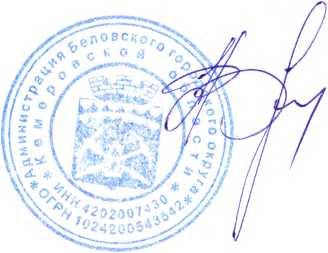 *Администрация Беловского городского округа*
Кемеровской области
* ИНН 4202007430 *
ОГРН 1024200543542